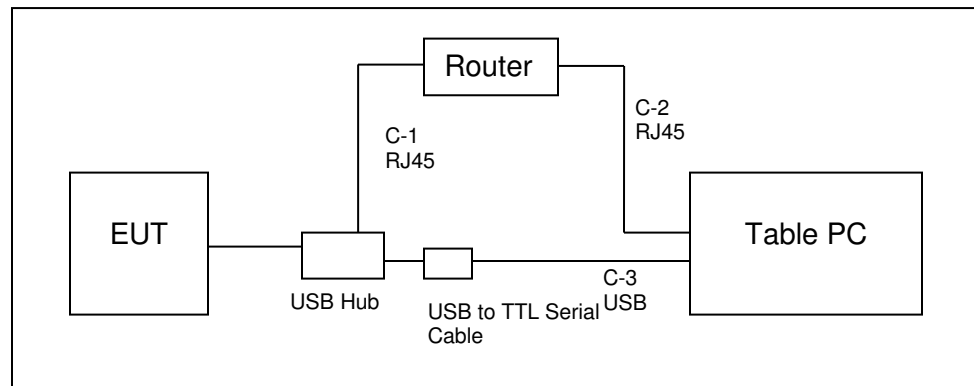 Router
C-1
RJ45
C-2
RJ45
EUT
Table PC
USB Hub
USB to TTL Serial
Cable
C-3
USB